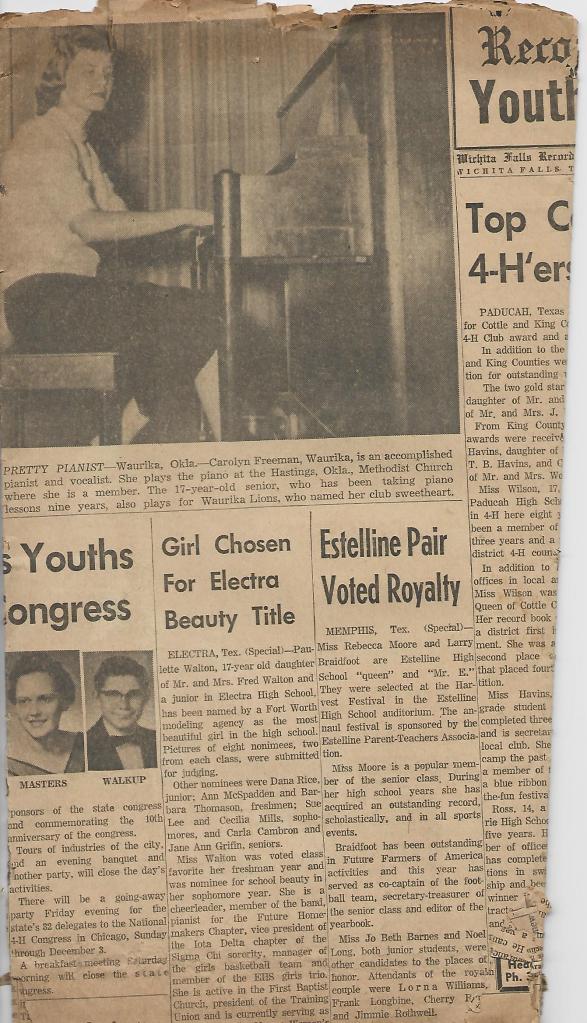 PRETTY PIANIST—Waurika, Okla.—Carolyn Freeman, Waurika, is an accomplished
pianist and vocalist. She plays the piano at the Hastings, Okla., Methodist Church
where she is a member. The 17-year-old senior, who has been taking piano
lessons nine years, also plays for Waurika Lions, who named her club sweetheart.
s Youths
ongress
MASTERS WALKUP
ponsors of the state congress
and commemorating the 10th
anniversary of the congress.
Tours of industries of the city,
nd an evening banquet and
nother party, will close the day's
activities.
There will be a going-away
party Friday evening for the
state's 32 delegates to the National
4-H Congress in Chicago, Sunday
through December 3.
A breakfast meeting Saturday
morning will close the state
ngress.
Girl Chosen
For Electra
Beauty Title
ELECTRA, Tex. (Special)—Pau-
lette Walton, 17-year old daughter
of Mr. and Mrs. Fred Walton and
a junior in Electra High School,
has been named by a Fort Worth
modeling agency as the most
beautiful girl in the high school.
Pictures of eight nominees, two
from each class, were submitted
for judging.
Other nominees were Dana Rice,
junior; Ann McSpadden and Bar-
bara Thomason, freshmen; Sue
Lee and Cecilia Mills, sopho-
mores, and Carla Cambron and
Jane Ann Grifin, seniors.
Miss Walton was voted class
favorite her freshman year and
was nominee for school beauty in
her sophomore year. She is a
cheerleader, member of the band,
pianist for the Future Home-
makers Chapter, vice president of
the Iota Delta chapter of the
Sigma Chi sorority, manager of
the girls basketball team and
member of the EHS girls trio.
She is active in the First Baptist
Church, president of the Training
Union and is currently serving as
Estelline Pair
Voted Royalty
MEMPHIS, Tex. (Special)—
Miss Rebecca Moore and Larry
Braidfoot are Estelline High
School "queen" and "Mr. E."
They were selected at the Har-
vest Festival in the Estelline
High School auditorium. The an-
nual festival is sponsored by the
Estelline Parent-Teachers Associa-
tion.
Miss Moore is a popular mem-
ber of the senior class. During
her high school years she has
acquired an outstanding record,
scholastically, and in all sports
events.
Braidfoot has been outstanding
in Future Farmers of America
activities and this year has
served as co-captain of the foot-
ball team, secretary-treasurer of
the senior class and editor of the
yearbook.
Miss Jo Beth Barnes and Noel
Long, both junior students, were
other candidates to the places of
honor. Attendants of the royal
couple were Lorna Williams,
Frank Longbine, Cherry
and Jimmie Rothwell.
Reco
Yout
Wichita Falls Record
WICHITA FALLS, T
Top C
4-H'ers
PADUCAH, Texas
for Cottle and King C
4-H Club award and a
In addition to the
and King Counties we
tion for outstanding
The two gold star
daughter of Mr. and
of Mr. and Mrs. J.
From King County
awards were receiv
Havins, daughter of
T. B. Havins, and C
of Mr. and Mrs. We
Miss Wilson, 17,
Paducah High Sch
in 4-H here eight y
been a member of
three years and a
district 4-H coun
In addition to
offices in local a
Miss Wilson was
Queen of Cottle C
Her record book
a district first i
ment. She was a
second place
that placed fourt
tition.
Miss Havins,
grade student
completed three
and is secretar
local club. She
camp the past
a member of
a blue ribbon
the-fun festiva
Ross, 14, a
rie High Scho
five years. H
ber of office
has complete
tions in sw
ship and bee
winner
tract
and
Hea
Ph. 3